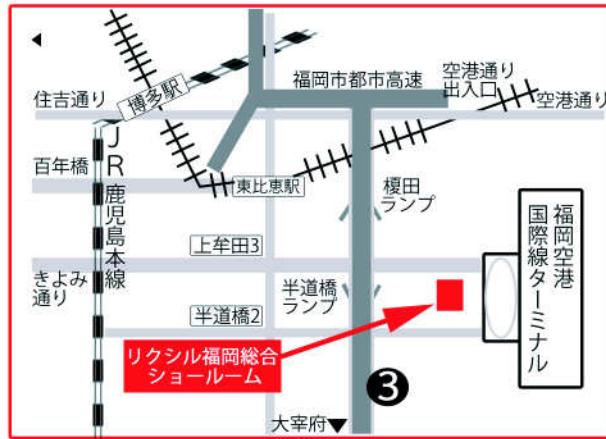 福岡市都市高速
空港通り
出入口
住吉通り
博多駅
空港通り
百年橋
JR鹿児島本線
東比恵駅
榎田
ランプ
上牟田3
きよみ
通り
半道橋
ランプ
半道橋2
福岡空港
国際線ターミナル
リクシル福岡総合
ショールーム
3
大宰府